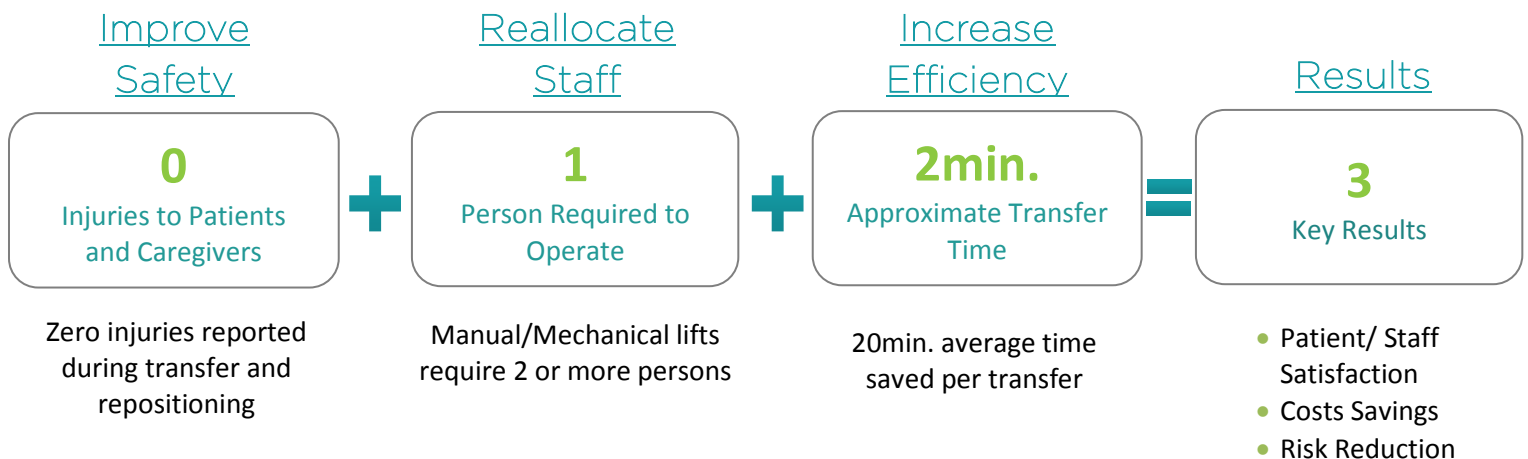 Improve
Safety
0
Injuries to Patients
and Caregivers
Zero injuries reported
during transfer and
repositioning
Reallocate
Staff
1
Person Required to
Operate
Manual/Mechanical lifts
require 2 or more persons
Increase
Efficiency
2min.
Approximate Transfer
Time
20min. average time
saved per transfer
Results
3
Key Results
• Patient/ Staff
Satisfaction
• Costs Savings
• Risk Reduction